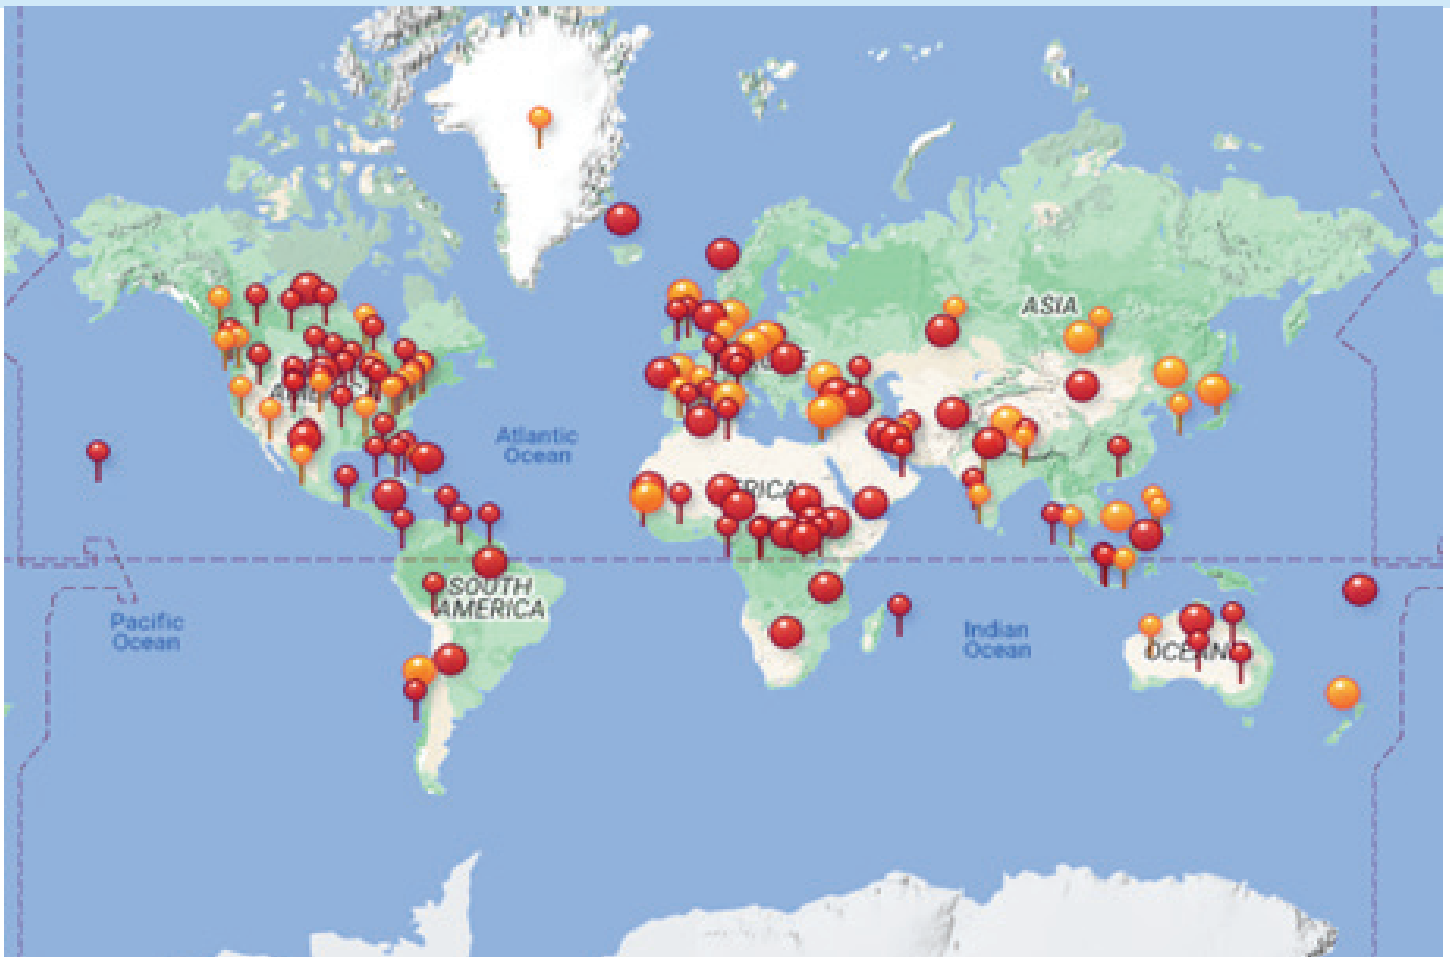 ASIA
Atlantic
Ocean
SOUTH
AMERICA
Pacific
Ocean
Indian
Ocean